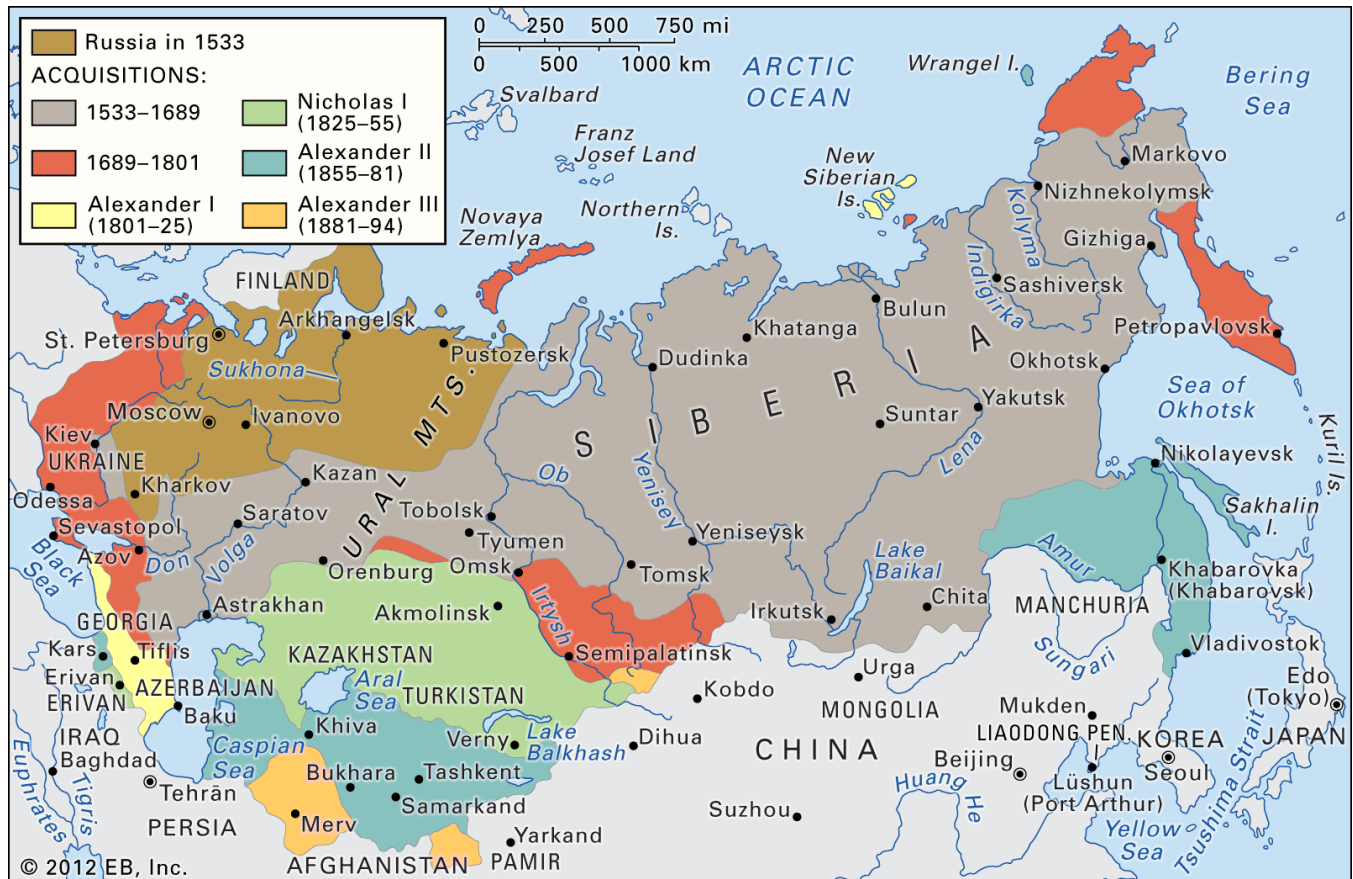 Russia in 1533
ACQUISITIONS:
1533–1689
1689–1801
Alexander I
(1801–25)
Nicholas I
(1825–55)
Alexander II
(1855–81)
Alexander III
(1881–94)
0 250 500 750 mi
0 500 1000 km
ARCTIC
OCEAN
Wrangel I.
Bering
Sea
Svalbard
Franz
Josef Land
New
Siberian
Is.
Northern
Is.
Novaya
Zemlya
Markovo
Nizhnekolymsk
Kolyma
Indigirka
Gizhiga
Sashiversk
FINLAND
Arkhangelsk
St. Petersburg
Sukhona
Pustozersk
Khatanga
Bulun
Dudinka
Petropavlovsk
Okhotsk
Sea of
Okhotsk
SIBERIA
Moscow
Ivanovo
URAL MTS.
Suntar
Yakutsk
Lena
Kuril Is.
Kiev
UKRAINE
Kharkov
Kazan
Ob
Yenisey
Nikolayevsk
Sakhalin
I.
Odessa
Sevastopol
Saratov
Tobolsk
Tyumen
Yeniseysk
Black
Sea
Azov
Don
Volga
Orenburg
Omsk
Tomsk
Lake
Baikal
Amur
Khabarovka
(Khabarovsk)
Astrakhan
Akmolinsk
Irtysh
Irkutsk
Chita
MANCHURIA
GEORGIA
Kars
Tiflis
KAZAKHSTAN
Semipalatinsk
Sungari
Vladivostok
Erivan
ERIVAN
AZERBAIJAN
Baku
Aral
Sea
TURKISTAN
Urga
Kobdo
MONGOLIA
Edo
(Tokyo)
Mukden
LIAODONG PEN.
KOREA
JAPAN
IRAQ
Baghdad
Caspian
Sea
Khiva
Verny
Lake
Balkhash
Dihua
CHINA
Beijing
Seoul
Tsushima Strait
Euphrates
Tigris
Tehrān
Bukhara
Tashkent
Samarkand
Huang He
Lüshun
(Port Arthur)
PERSIA
Merv
Suzhou
Yellow
Sea
Yarkand
AFGHANISTAN
PAMIR
© 2012 EB, Inc.